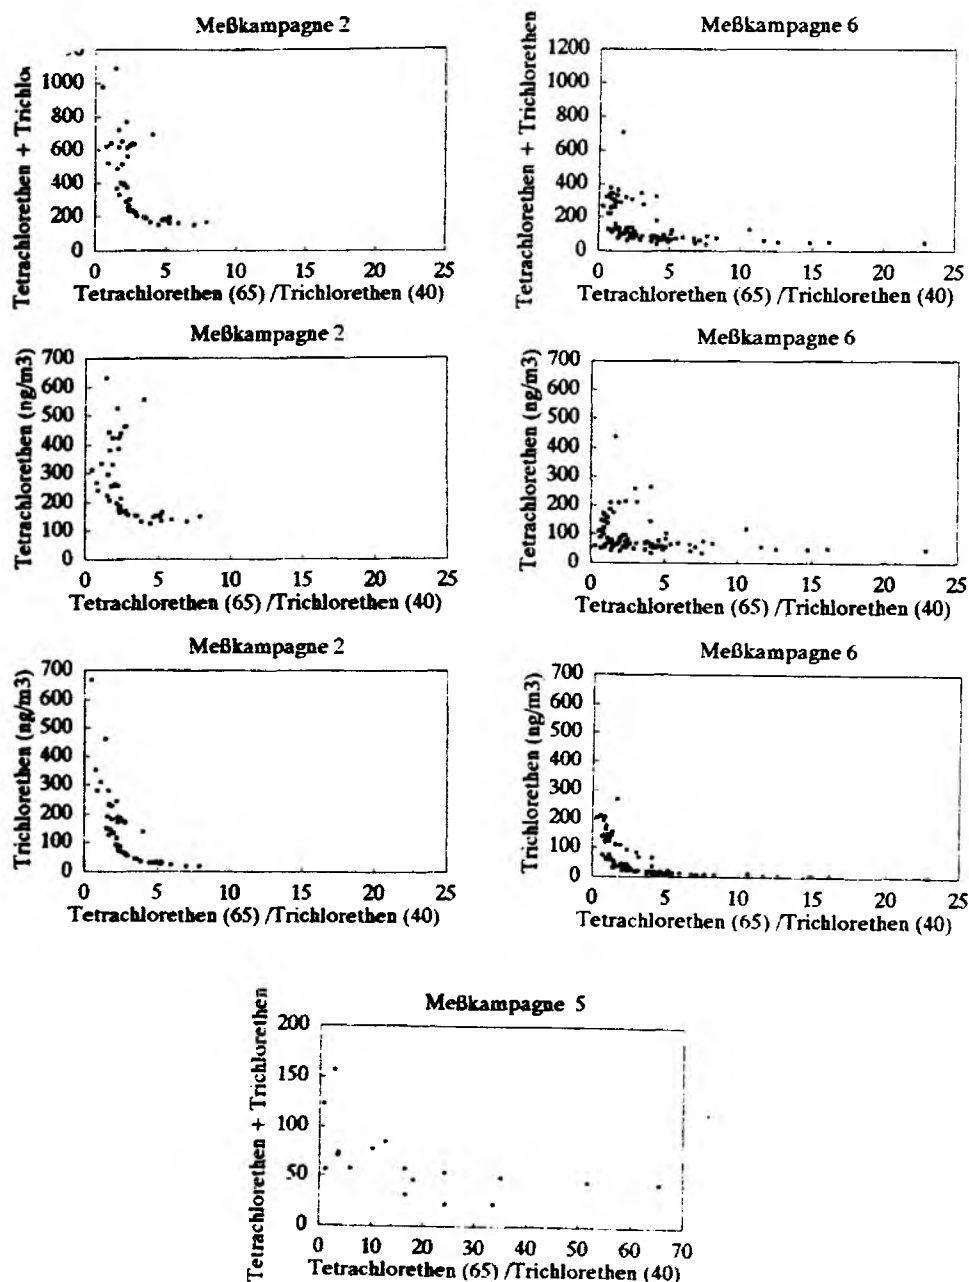 Meßkampagne 2
Tetrachlorethen + Trichlo
1000
800
600
400
200
0
0 5 10 15 20 25
Tetrachlorethen (65) /Trichlorethen (40)
Meßkampagne 6
Tetrachlorethen + Trichlorethen
1200
1000
800
600
400
200
0
0 5 10 15 20 25
Tetrachlorethen (65) /Trichlorethen (40)
Meßkampagne 2
Tetrachlorethen (ng/m3)
700
600
500
400
300
200
100
0
0 5 10 15 20 25
Tetrachlorethen (65) /Trichlorethen (40)
Meßkampagne 6
Tetrachlorethen (ng/m3)
700
600
500
400
300
200
100
0
0 5 10 15 20 25
Tetrachlorethen (65) /Trichlorethen (40)
Meßkampagne 2
Trichlorethen (ng/m3)
700
600
500
400
300
200
100
0
0 5 10 15 20 25
Tetrachlorethen (65) /Trichlorethen (40)
Meßkampagne 6
Trichlorethen (ng/m3)
700
600
500
400
300
200
100
0
0 5 10 15 20 25
Tetrachlorethen (65) /Trichlorethen (40)
Meßkampagne 5
Tetrachlorethen + Trichlorethen
200
150
100
50
0
0 10 20 30 40 50 60 70
Tetrachlorethen (65) /Trichlorethen (40)